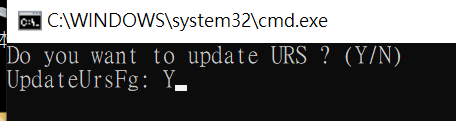 C:\WINDOWS\system32\cmd.exe
Do you want to update URS ? (Y/N)
UpdateUrsFg: Y